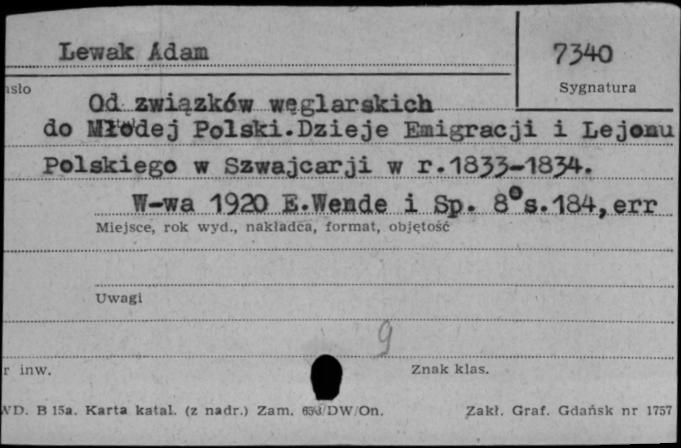 Lewak Adam
7340
asło
Sygnatura
Od związków węglarskich
do Młodej Polski.Dzieje Emigracji i Lejonu
Polskiego w Szwajcarji w r.1833-1834.
W-wa 1920 E.Wende i Sp. 8° s.184,err
Miejsce, rok wyd., nakładca, format, objętość
Uwagi
9
r inw.
Znak klas.
WD. B 15a. Karta katal. (z nadr.) Zam. /DW/On.
Zakł. Graf. Gdańsk nr 1757